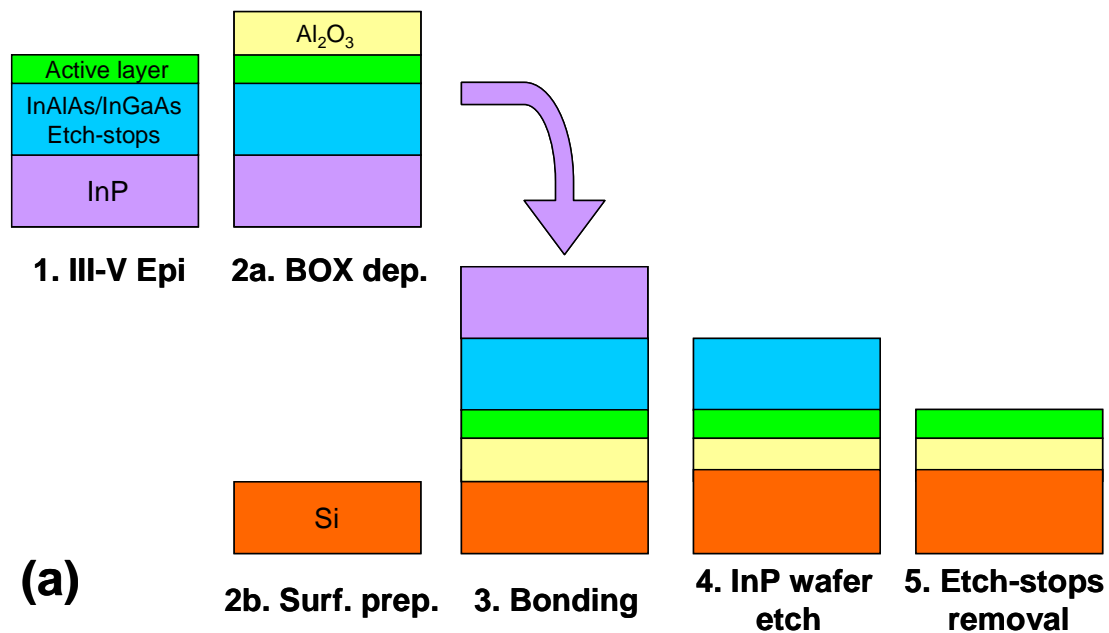 Al₂O₃
Active layer
InAlAs/InGaAs
Etch-stops
InP
1. III-V Epi
2a. BOX dep.
Si
(a)
2b. Surf. prep.
3. Bonding
4. InP wafer
etch
5. Etch-stops
removal